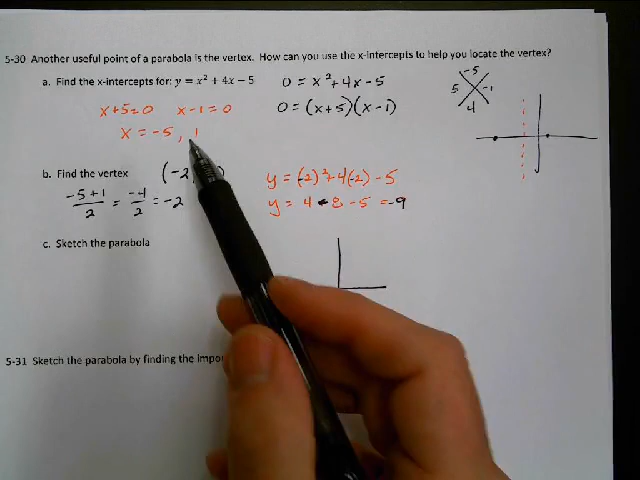 5-30 Another useful point of a parabola is the vertex. How can you use the x-intercepts to help you locate the vertex?
a. Find the x-intercepts for: y = x² + 4x − 5
0 = x² + 4x − 5
x+5=0 x−1=0
0 = (x+5)(x−1)
x = −5, 1
−5
5 −1
4
b. Find the vertex (−2,
y = (−2)² + 4(−2) − 5
−5+1/2 = −4/2 = −2
y = 4 − 8 − 5 = −9
c. Sketch the parabola
5-31 Sketch the parabola by finding the